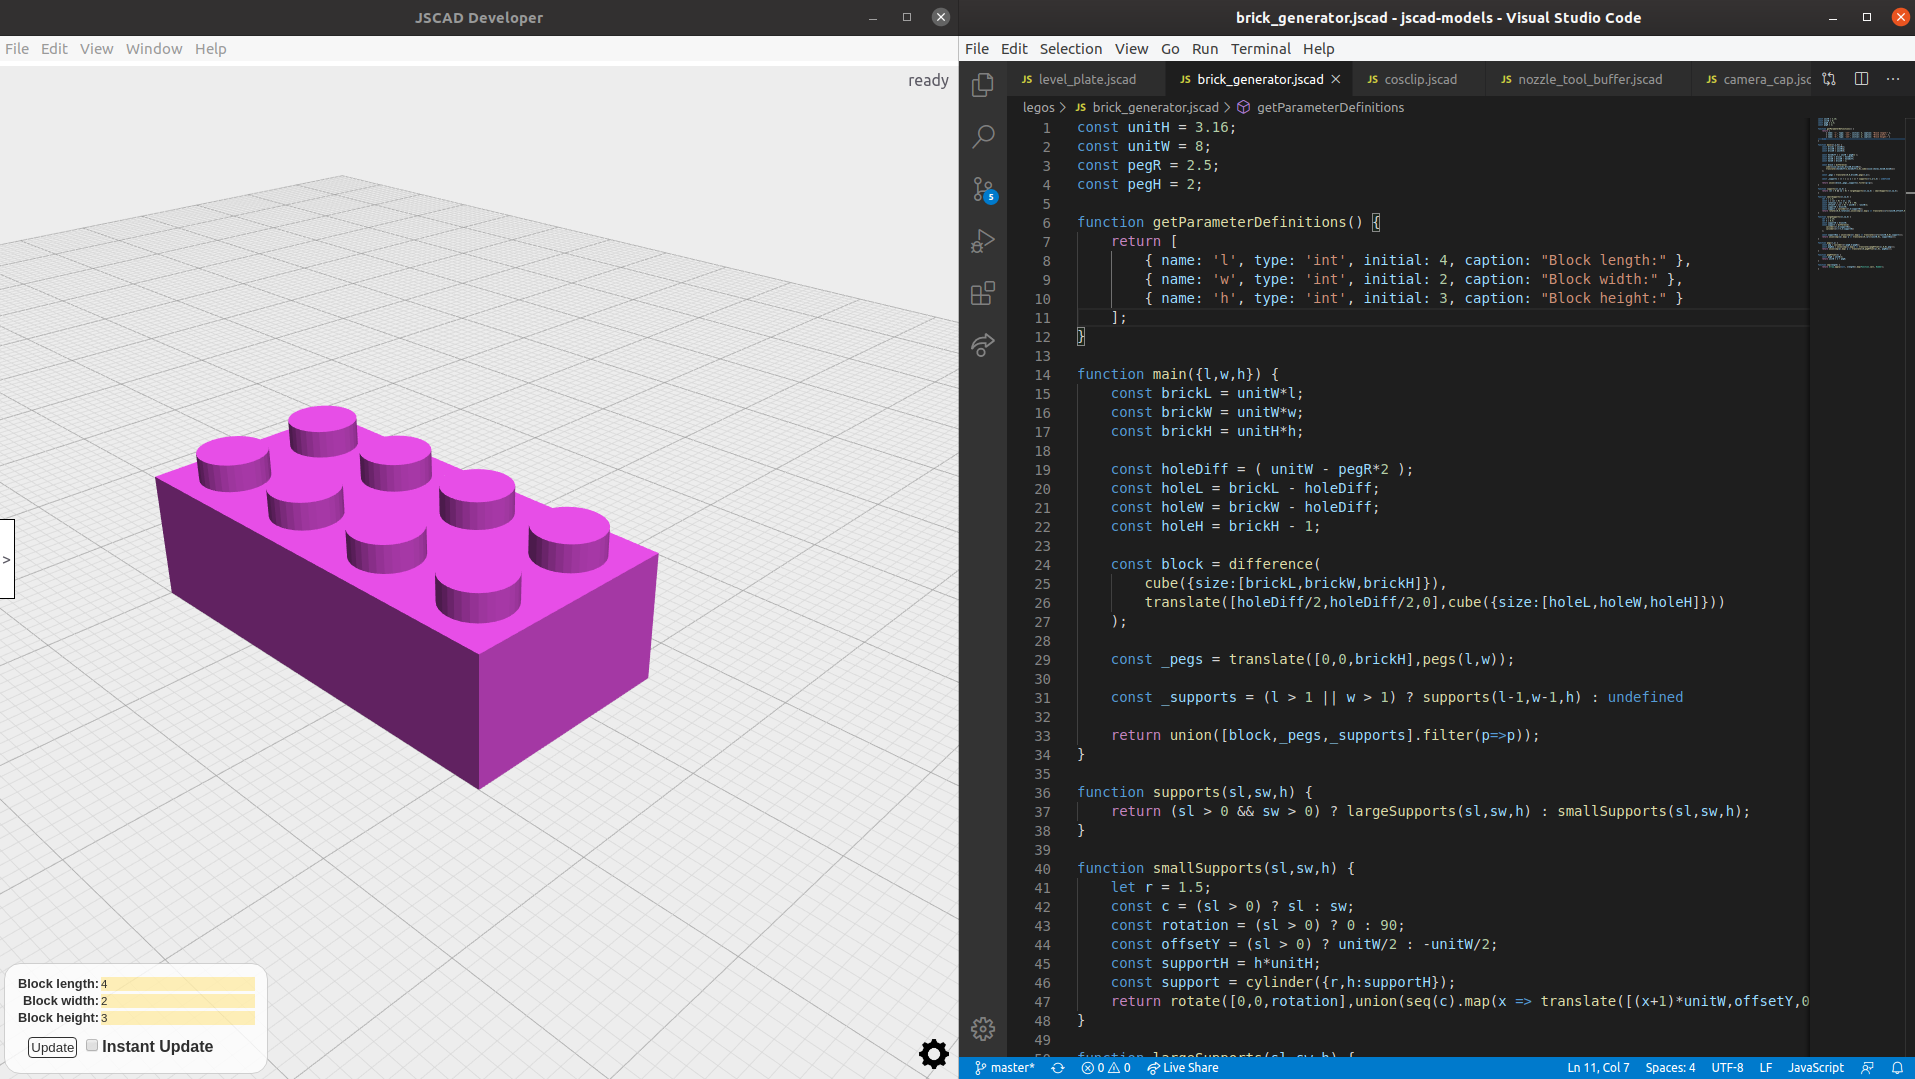 JSCAD Developer
File Edit View Window Help
ready
>
Block length: 4
Block width: 2
Block height: 3
Update Instant Update
brick_generator.jscad - jscad-models - Visual Studio Code
File Edit Selection View Go Run Terminal Help
JS level_plate.jscad JS brick_generator.jscad JS cosclip.jscad JS nozzle_tool_buffer.jscad JS camera_cap.jsc
legos > JS brick_generator.jscad > getParameterDefinitions
5
1 const unitH = 3.16;
2 const unitW = 8;
3 const pegR = 2.5;
4 const pegH = 2;
5
6 function getParameterDefinitions() {
7 return [
8 { name: 'l', type: 'int', initial: 4, caption: "Block length:" },
9 { name: 'w', type: 'int', initial: 2, caption: "Block width:" },
10 { name: 'h', type: 'int', initial: 3, caption: "Block height:" }
11 ];
12 }
13
14 function main({l,w,h}) {
15 const brickL = unitW*l;
16 const brickW = unitW*w;
17 const brickH = unitH*h;
18
19 const holeDiff = ( unitW - pegR*2 );
20 const holeL = brickL - holeDiff;
21 const holeW = brickW - holeDiff;
22 const holeH = brickH - 1;
23
24 const block = difference(
25 cube({size:[brickL,brickW,brickH]}),
26 translate([holeDiff/2,holeDiff/2,0],cube({size:[holeL,holeW,holeH]}))
27 );
28
29 const _pegs = translate([0,0,brickH],pegs(l,w));
30
31 const _supports = (l > 1 || w > 1) ? supports(l-1,w-1,h) : undefined
32
33 return union([block,_pegs,_supports].filter(p=>p));
34 }
35
36 function supports(sl,sw,h) {
37 return (sl > 0 && sw > 0) ? largeSupports(sl,sw,h) : smallSupports(sl,sw,h);
38 }
39
40 function smallSupports(sl,sw,h) {
41 let r = 1.5;
42 const c = (sl > 0) ? sl : sw;
43 const rotation = (sl > 0) ? 0 : 90;
44 const offsetY = (sl > 0) ? unitW/2 : -unitW/2;
45 const supportH = h*unitH;
46 const support = cylinder({r,h:supportH});
47 return rotate([0,0,rotation],union(seq(c).map(x => translate([(x+1)*unitW,offsetY,0
48 }
49
50 function largeSupports(sl,sw,h) {
master* 0 0 Live Share Ln 11, Col 7 Spaces: 4 UTF-8 LF JavaScript